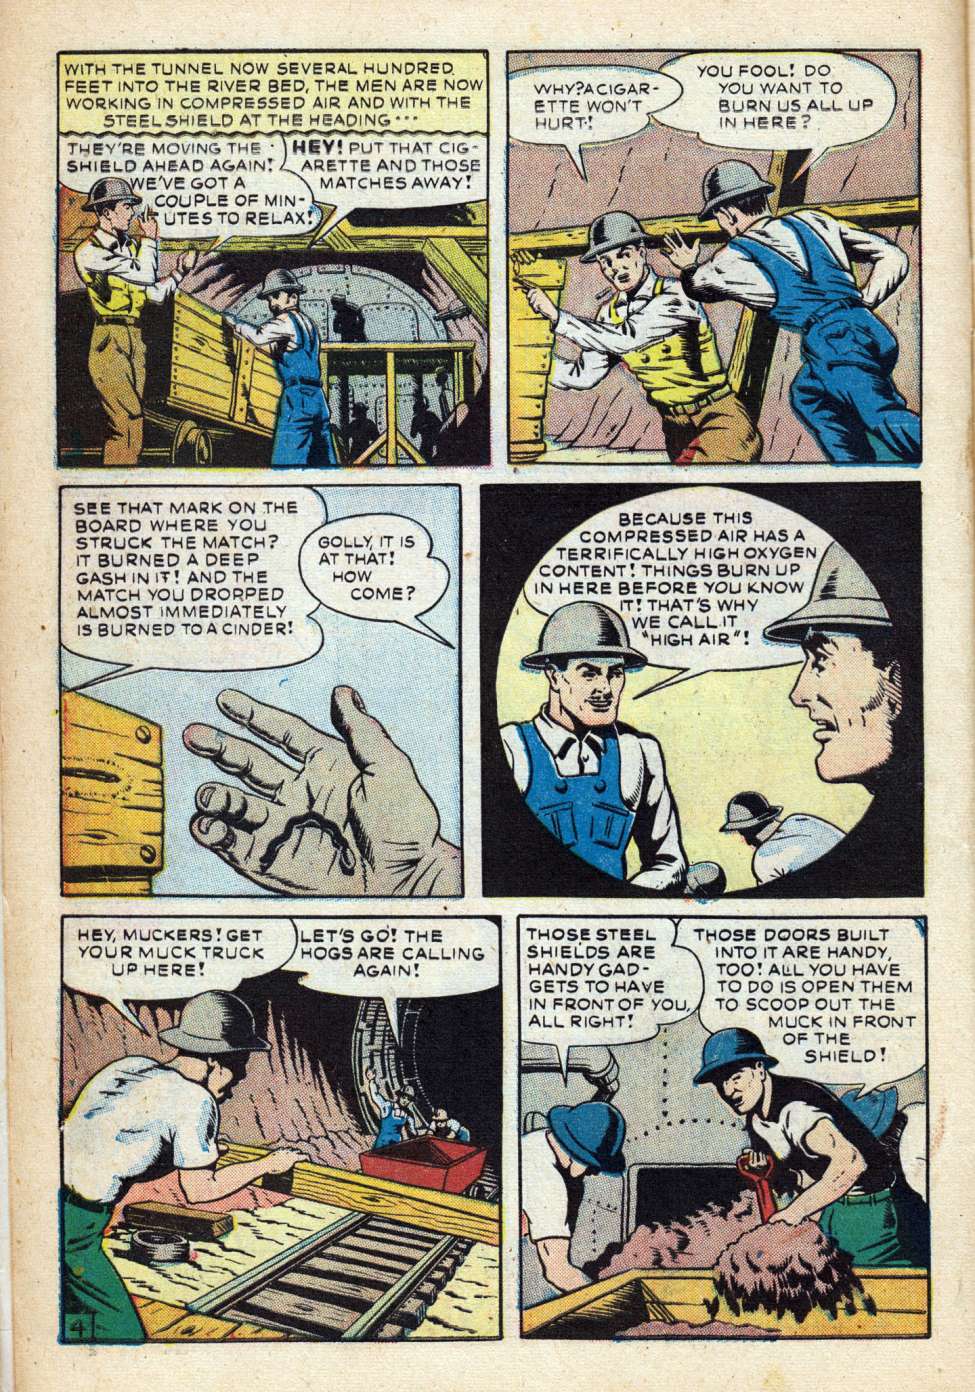 WITH THE TUNNEL NOW SEVERAL HUNDRED
FEET INTO THE RIVER BED, THE MEN ARE NOW
WORKING IN COMPRESSED AIR AND WITH THE
STEEL SHIELD AT THE HEADING···
THEY'RE MOVING THE
SHIELD AHEAD AGAIN!
WE'VE GOT A
COUPLE OF MIN-
UTES TO RELAX!
HEY! PUT THAT CIG-
ARETTE AND THOSE
MATCHES AWAY!
WHY? A CIGAR-
ETTE WON'T
HURT!
YOU FOOL! DO
YOU WANT TO
BURN US ALL UP
IN HERE?
SEE THAT MARK ON THE
BOARD WHERE YOU
STRUCK THE MATCH?
IT BURNED A DEEP
GASH IN IT! AND THE
MATCH YOU DROPPED
ALMOST IMMEDIATELY
IS BURNED TO A CINDER!
GOLLY, IT IS
AT THAT!
HOW
COME?
BECAUSE THIS
COMPRESSED AIR HAS A
TERRIFICALLY HIGH OXYGEN
CONTENT! THINGS BURN UP
IN HERE BEFORE YOU KNOW
IT! THAT'S WHY
WE CALL IT
"HIGH AIR"!
HEY, MUCKERS! GET
YOUR MUCK TRUCK
UP HERE!
LET'S GO! THE
HOGS ARE CALLING
AGAIN!
4
THOSE STEEL
SHIELDS ARE
HANDY GAD-
GETS TO HAVE
IN FRONT OF YOU,
ALL RIGHT!
THOSE DOORS BUILT
INTO IT ARE HANDY,
TOO! ALL YOU HAVE
TO DO IS OPEN THEM
TO SCOOP OUT THE
MUCK IN FRONT
OF THE
SHIELD!